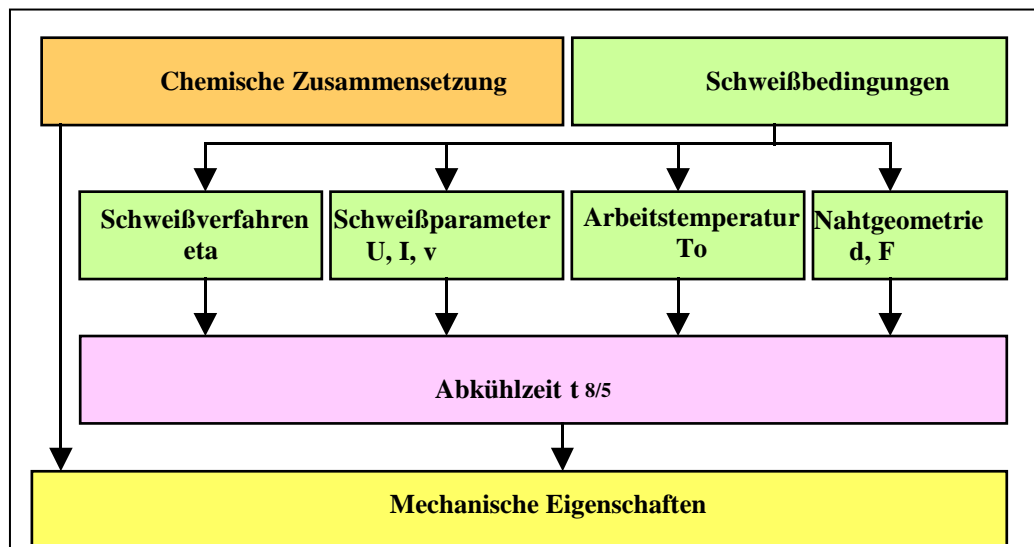 Chemische Zusammensetzung
Schweißbedingungen
Schweißverfahren
eta
Schweißparameter
U, I, v
Arbeitstemperatur
To
Nahtgeometrie
d, F
Abkühlzeit t 8/5
Mechanische Eigenschaften